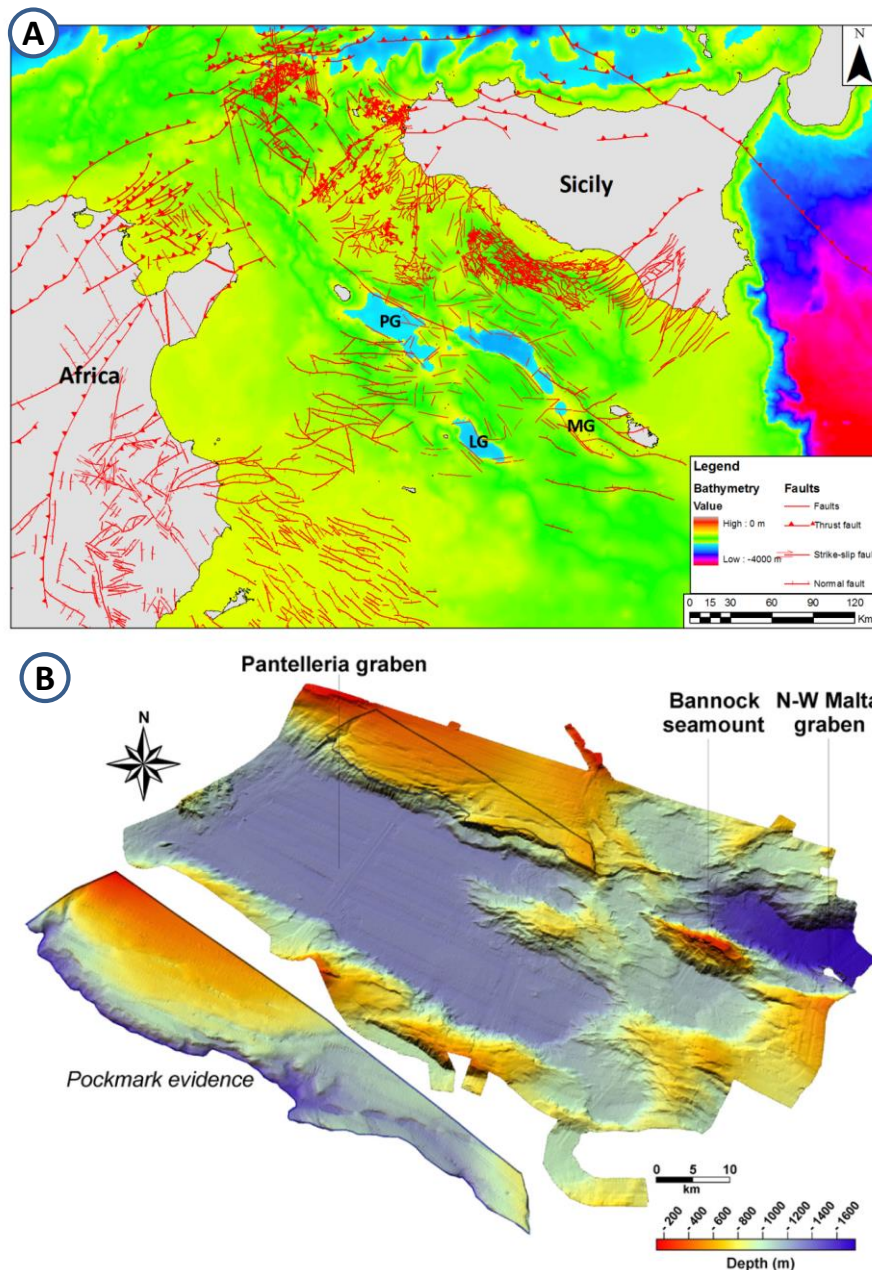 A
N
Sicily
PG
Africa
MG
LG
Legend
Bathymetry
Value
High : 0 m
Low : -4000 m
Faults
Faults
Thrust fault
Strike-slip faul
Normal fault
0 15 30 60 90 120
Km
B
Pantelleria graben
Bannock
seamount
N-W Malta
graben
N
Pockmark evidence
0 5 10
km
-200 -400 -600 -800 -1000 -1200 -1400 -1600
Depth (m)